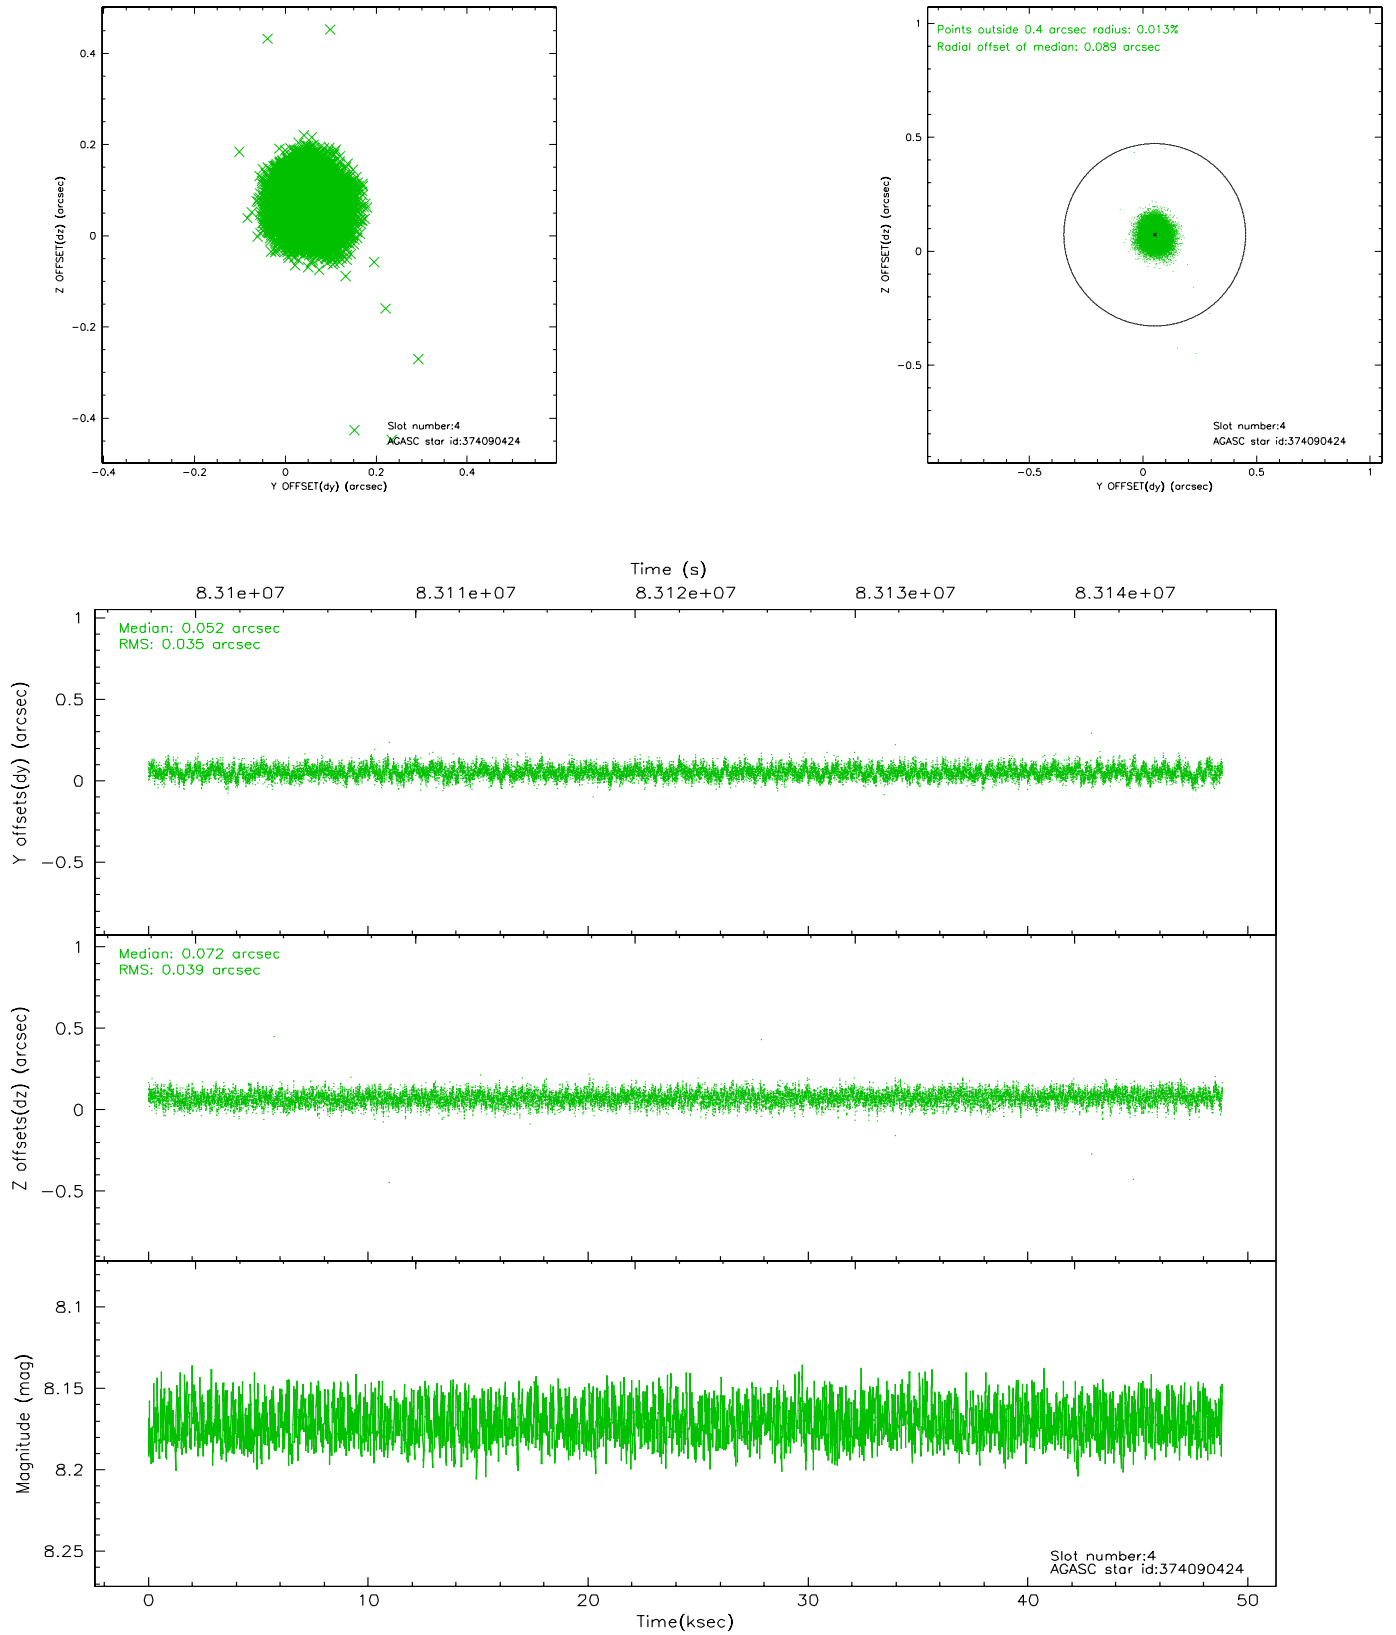 0.4
0.2
0
-0.2
-0.4
-0.4
-0.2
0
0.2
0.4
Z OFFSET(dz) (arcsec)
Y OFFSET(dy) (arcsec)
Slot number:4
AGASC star id:374090424
Points outside 0.4 arcsec radius: 0.013%
Radial offset of median: 0.089 arcsec
1
0.5
0
-0.5
-0.5
0
0.5
1
Z OFFSET(dz) (arcsec)
Y OFFSET(dy) (arcsec)
Slot number:4
AGASC star id:374090424
Time (s)
8.31e+07
8.311e+07
8.312e+07
8.313e+07
8.314e+07
Median: 0.052 arcsec
RMS: 0.035 arcsec
1
0.5
0
-0.5
Y offsets(dy) (arcsec)
Median: 0.072 arcsec
RMS: 0.039 arcsec
1
0.5
0
-0.5
Z offsets(dz) (arcsec)
8.1
8.15
8.2
8.25
Magnitude (mag)
Slot number:4
AGASC star id:374090424
0
10
20
30
40
50
Time(ksec)